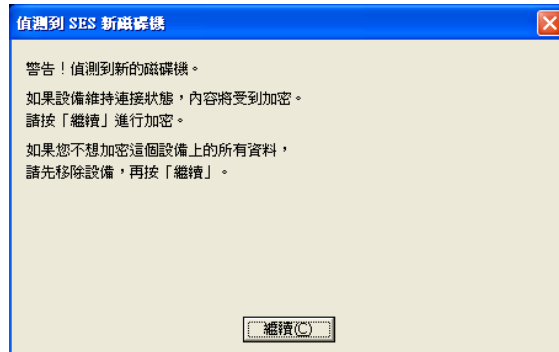 偵測到 SES 新磁碟機
警告！偵測到新的磁碟機。
如果設備維持連接狀態，內容將受到加密。
請按「繼續」進行加密。
如果您不想加密這個設備上的所有資料，
請先移除設備，再按「繼續」。
繼續(C)